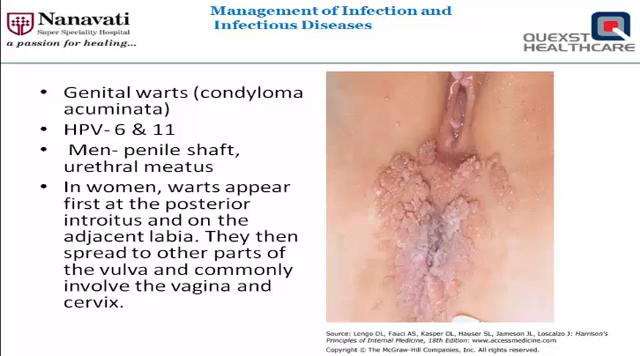 Nanavati
Super Speciality Hospital
a passion for healing...
Management of Infection and
Infectious Diseases
QUEXST
HEALTHCARE
• Genital warts (condyloma
acuminata)
• HPV- 6 & 11
• Men- penile shaft,
urethral meatus
• In women, warts appear
first at the posterior
introitus and on the
adjacent labia. They then
spread to other parts of
the vulva and commonly
involve the vagina and
cervix.
Source: Longo DL, Fauci AS, Kasper DL, Hauser SL, Jameson JL, Loscalzo J: Harrison's
Principles of Internal Medicine, 18th Edition: www.accessmedicine.com
Copyright © The McGraw-Hill Companies, Inc. All rights reserved.